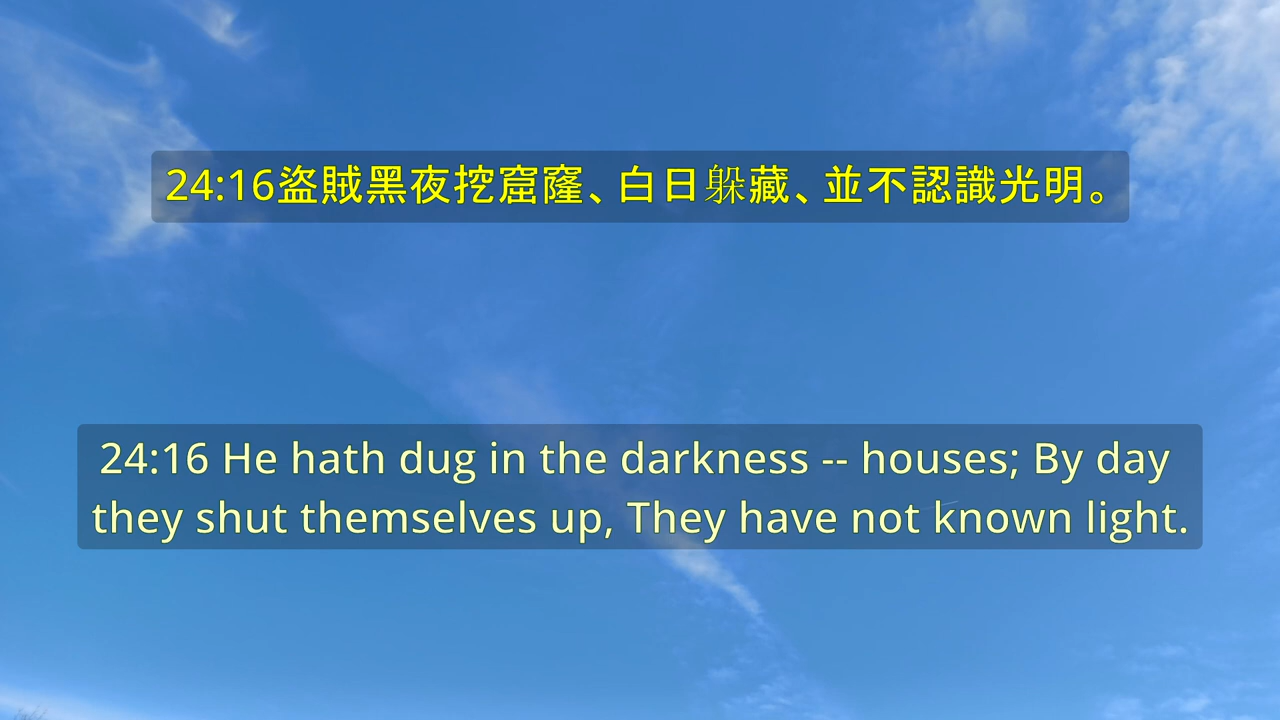 24:16盜賊黑夜挖窟窿、白日躲藏、並不認識光明。
24:16 He hath dug in the darkness -- houses; By day
they shut themselves up, They have not known light.